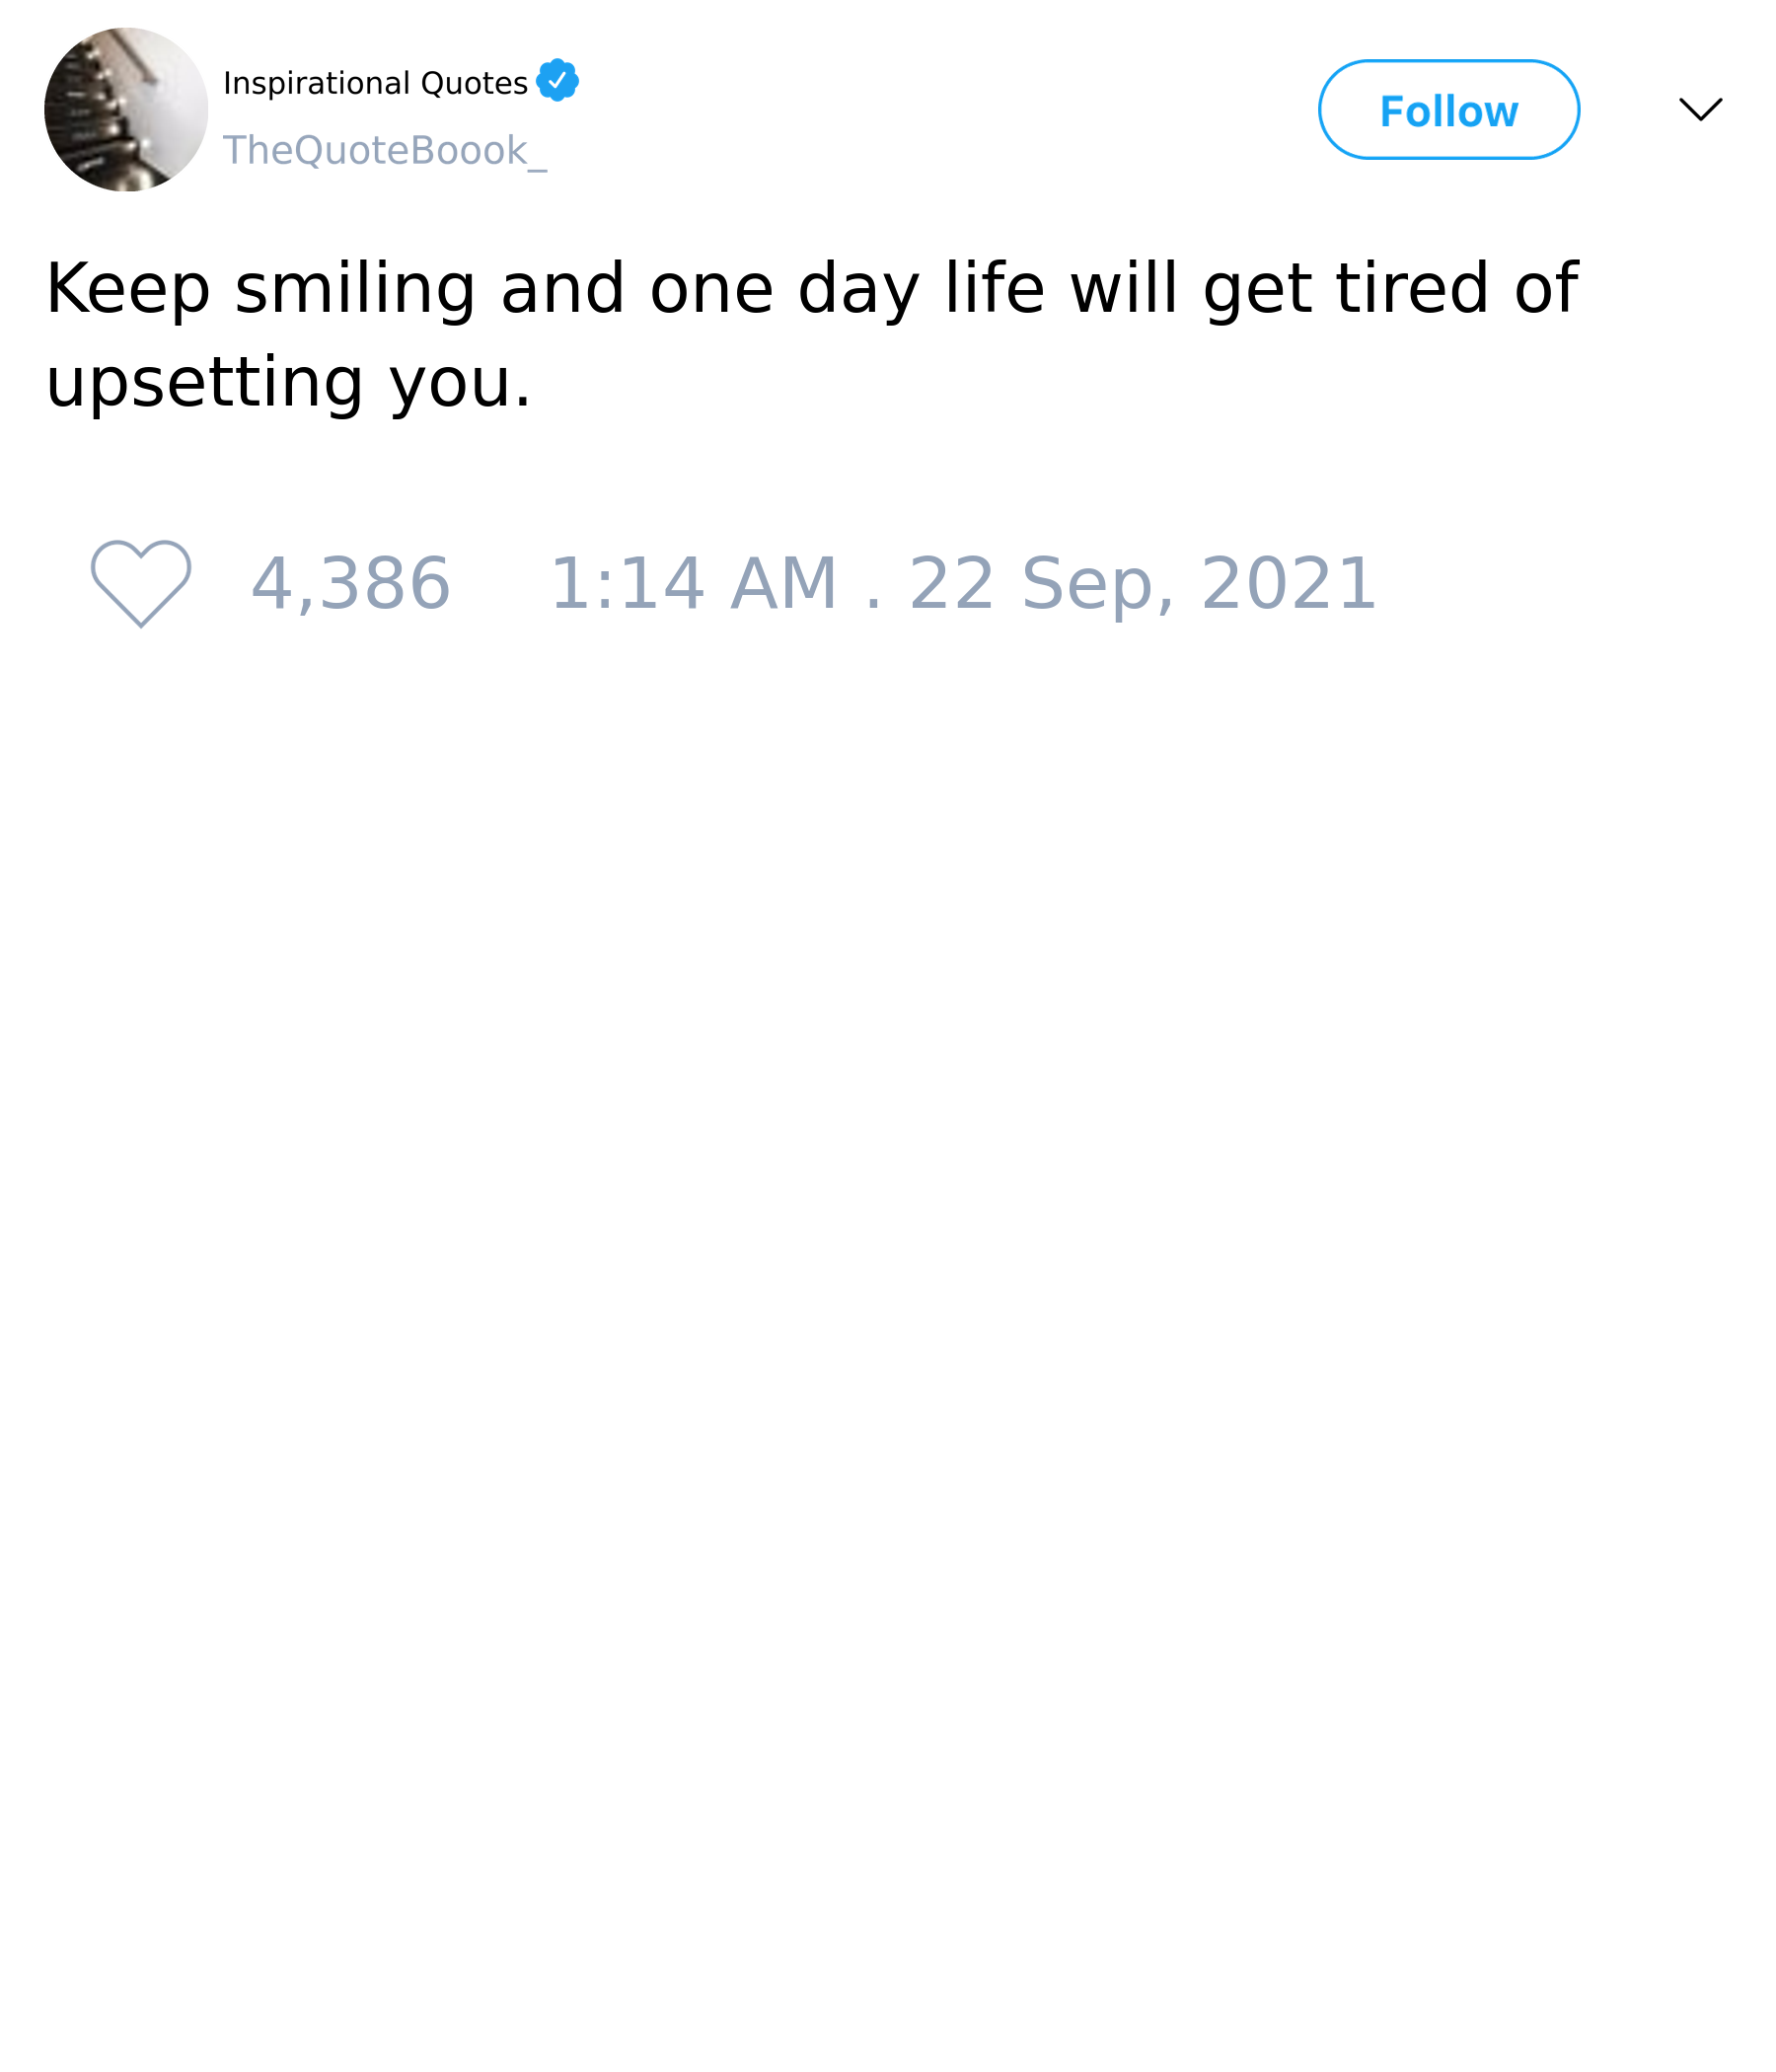 Inspirational Quotes
TheQuoteBoook_
Follow
Keep smiling and one day life will get tired of
upsetting you.
4,386 1:14 AM . 22 Sep, 2021